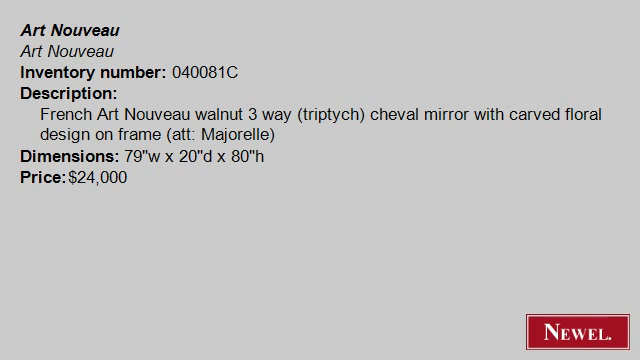 Art Nouveau
Art Nouveau
Inventory number: 040081C
Description:
French Art Nouveau walnut 3 way (triptych) cheval mirror with carved floral
design on frame (att: Majorelle)
Dimensions: 79"w x 20"d x 80"h
Price:$24,000
NEWEL.